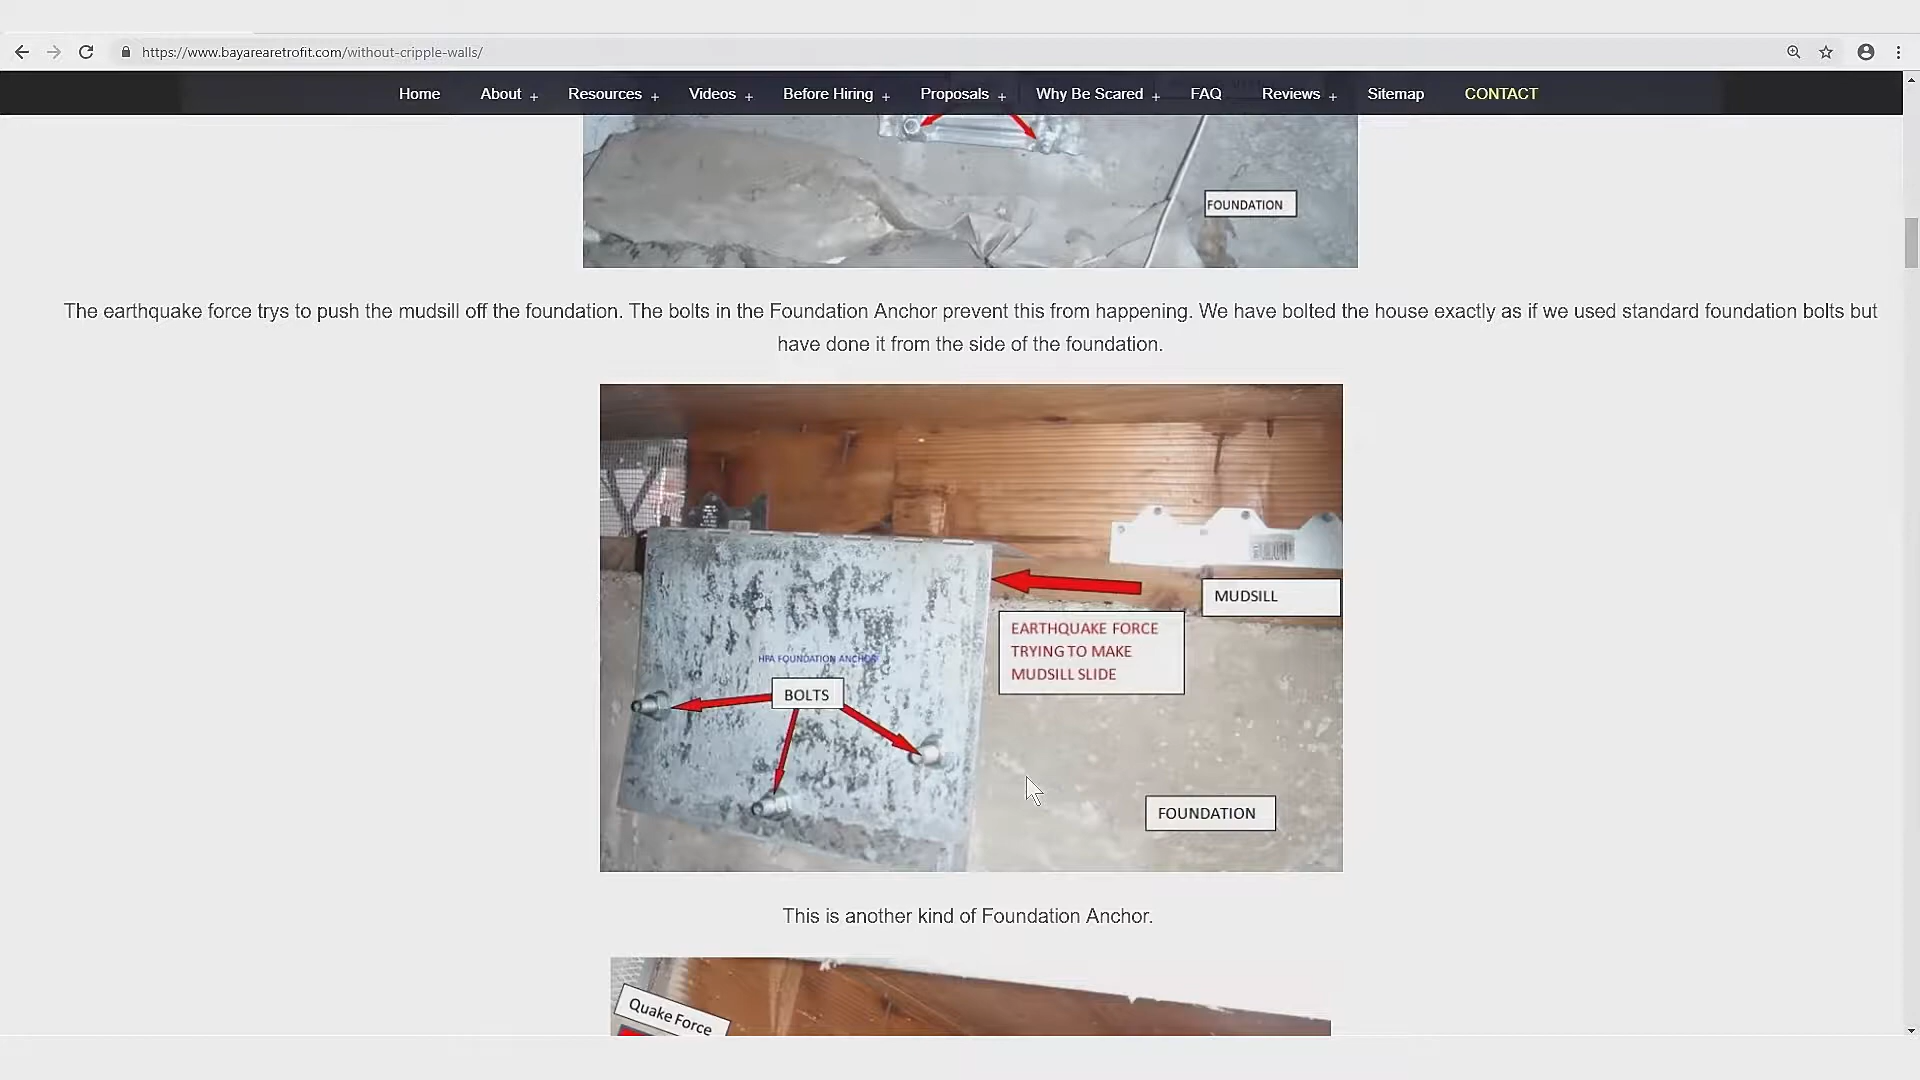 https://www.bayarearetrofit.com/without-cripple-walls/
Home About + Resources + Videos + Before Hiring + Proposals + Why Be Scared + FAQ Reviews + Sitemap CONTACT
FOUNDATION
The earthquake force trys to push the mudsill off the foundation. The bolts in the Foundation Anchor prevent this from happening. We have bolted the house exactly as if we used standard foundation bolts but
have done it from the side of the foundation.
MUDSILL
EARTHQUAKE FORCE
TRYING TO MAKE
MUDSILL SLIDE
HPA FOUNDATION ANCHOR
BOLTS
FOUNDATION
This is another kind of Foundation Anchor.
Quake Force